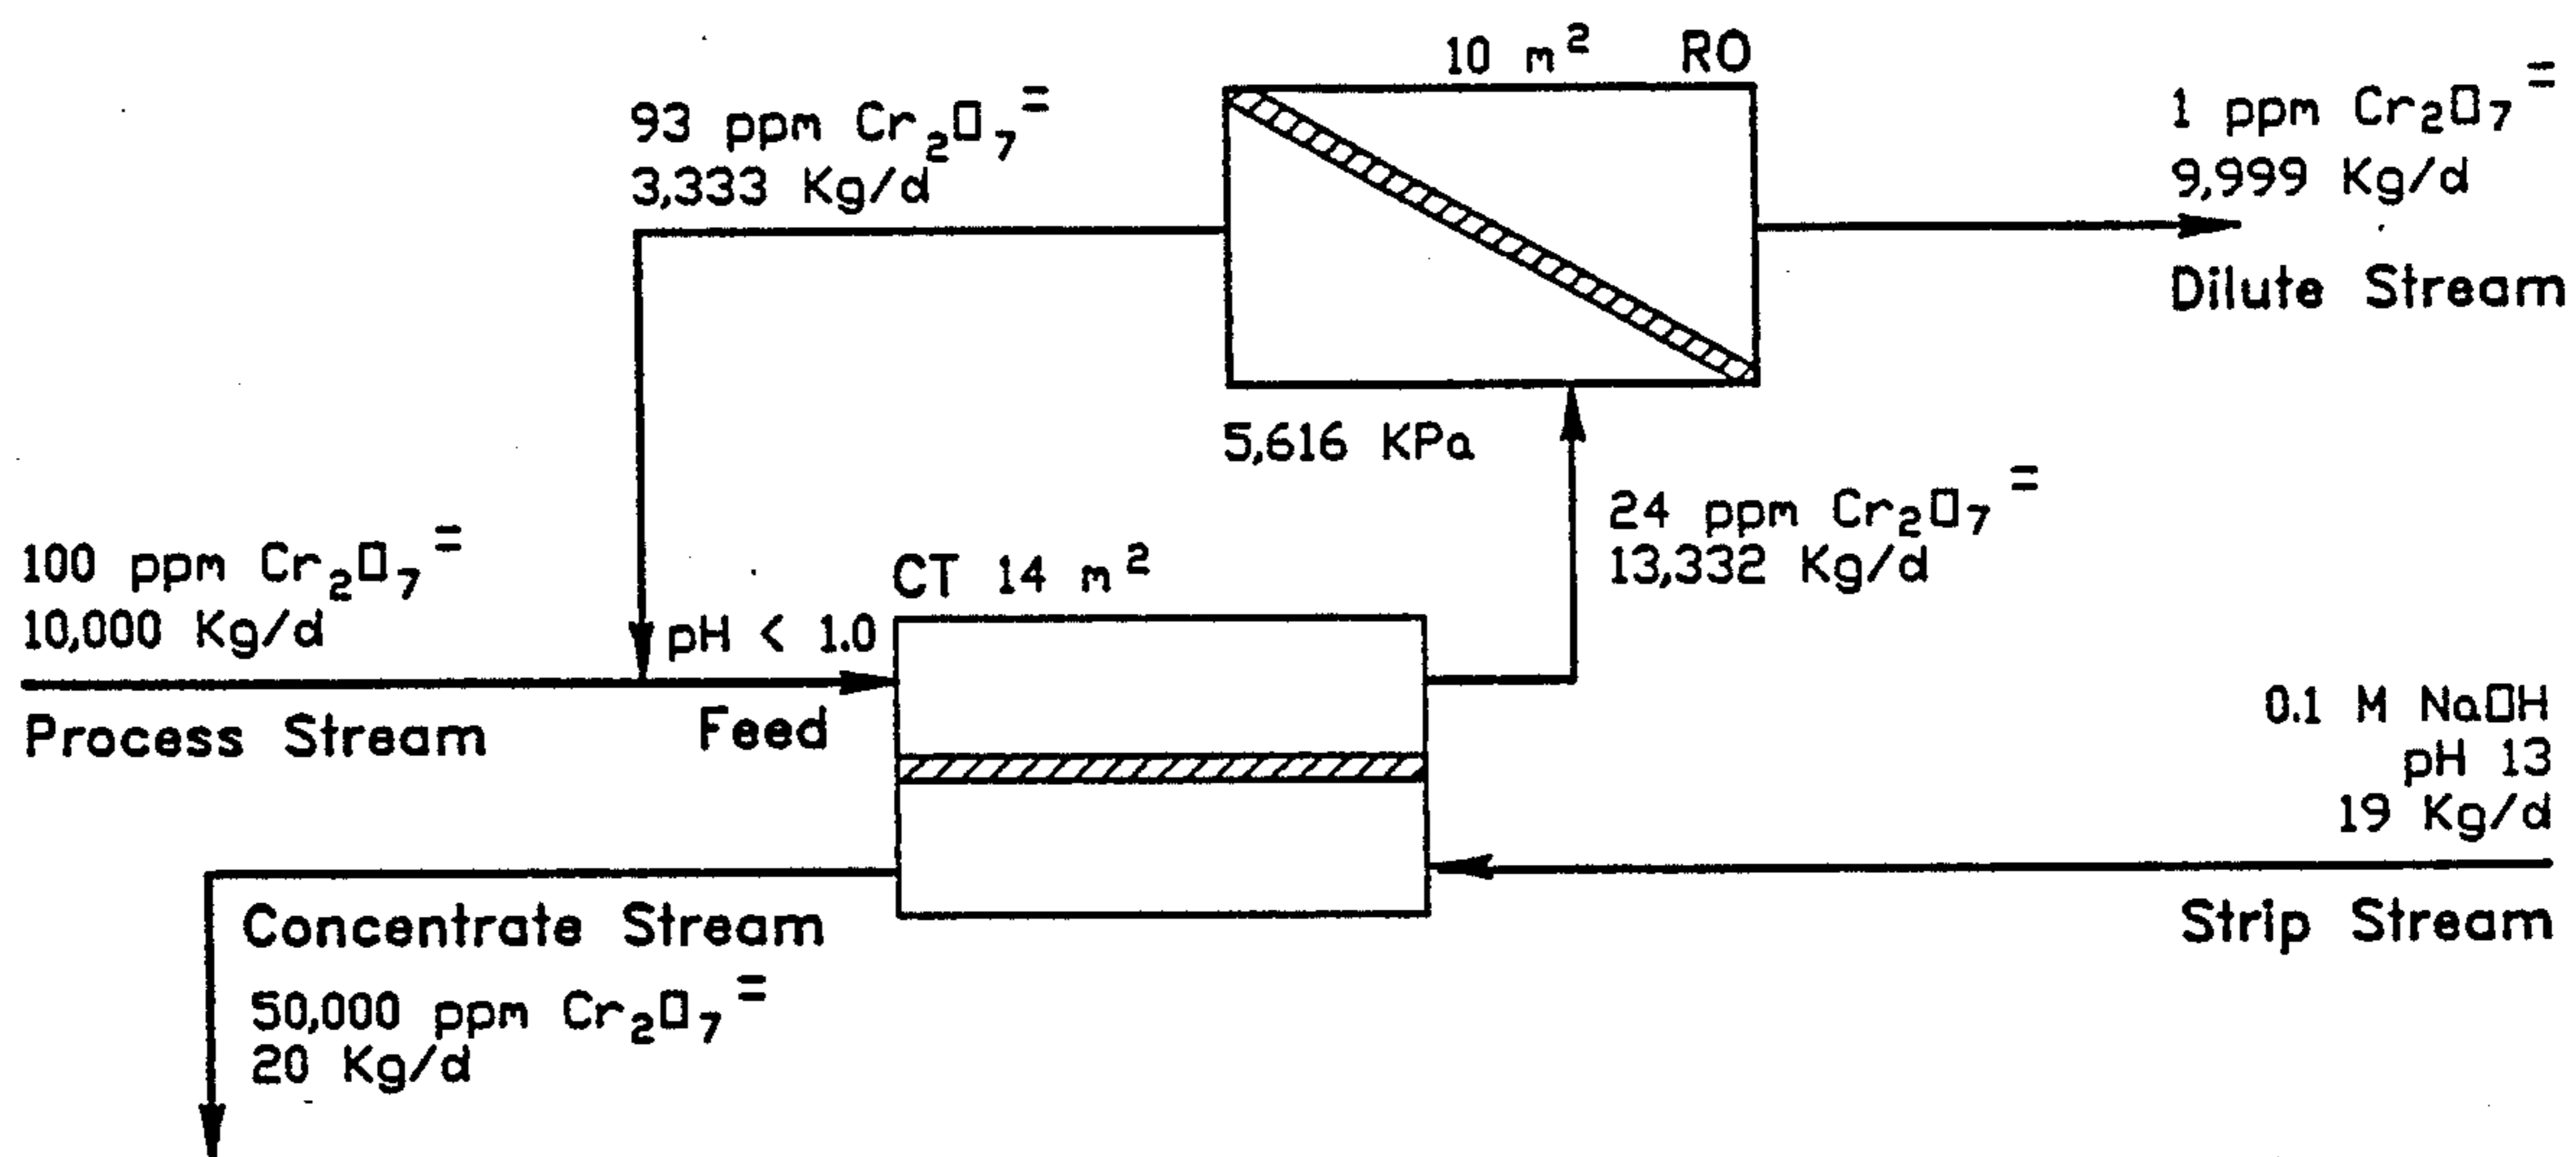 10 m² RO
93 ppm Cr₂O₇⁼
3,333 Kg/d
1 ppm Cr₂O₇⁼
9,999 Kg/d
Dilute Stream
5,616 KPa
24 ppm Cr₂O₇⁼
13,332 Kg/d
100 ppm Cr₂O₇⁼
10,000 Kg/d
CT 14 m²
pH < 1.0
Process Stream
Feed
0.1 M NaOH
pH 13
19 Kg/d
Strip Stream
Concentrate Stream
50,000 ppm Cr₂O₇⁼
20 Kg/d